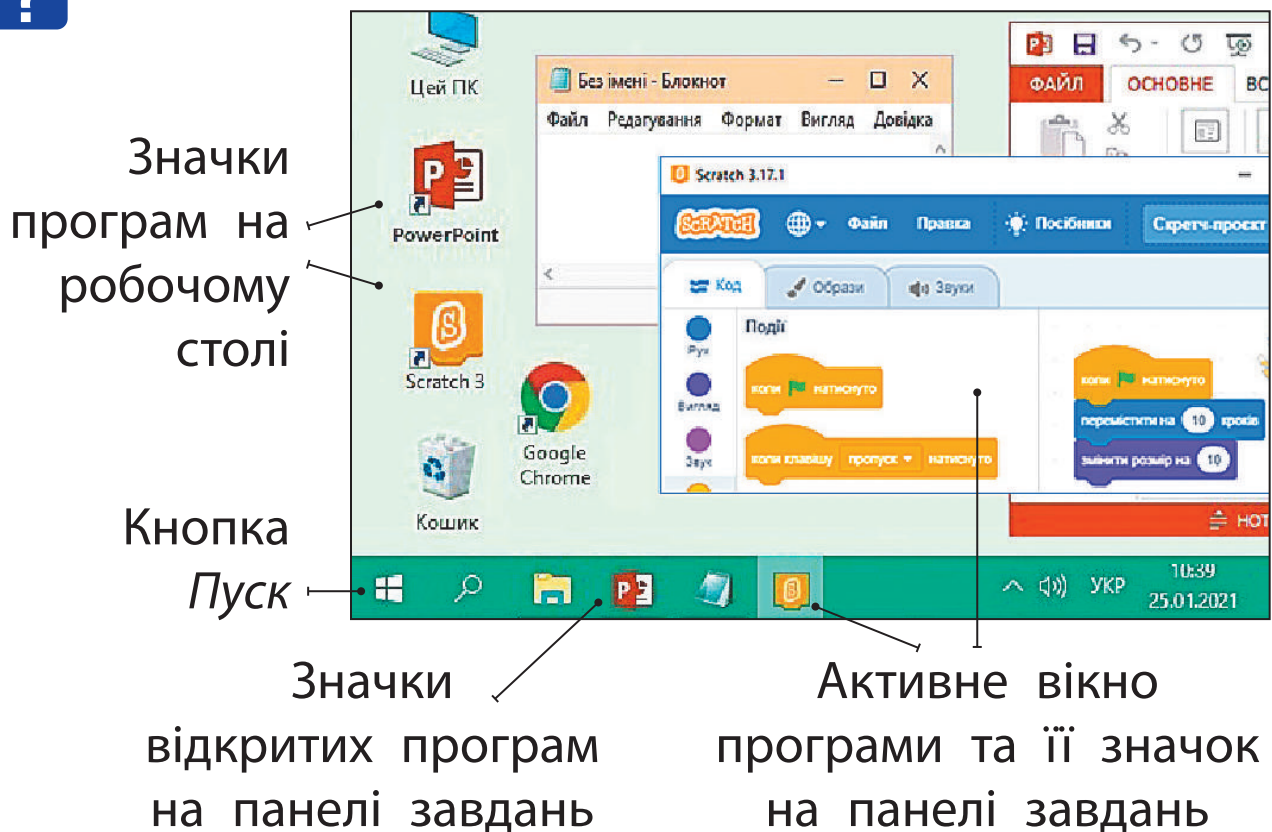 ?
Цей ПК
PowerPoint
Scratch 3
Google
Chrome
Кошик
Без імені - Блокнот
Файл Редагування Формат Вигляд Довідка
ФАЙЛ ОСНОВНЕ ВС
Scratch 3.17.1
SCRATCH Файл Правка Посібники Скретч-проєкт
Код Образи Звуки
Рух
Вигляд
Звук
Події
коли натиснуто
коли клавішу пропуск натиснуто
коли натиснуто
перемістити на 10 кроків
змінити розмір на 10
НОТ
УКР
10:39
25.01.2021
Значки
програм на
робочому
столі
Кнопка
Пуск
Значки
відкритих програм
на панелі завдань
Активне вікно
програми та її значок
на панелі завдань